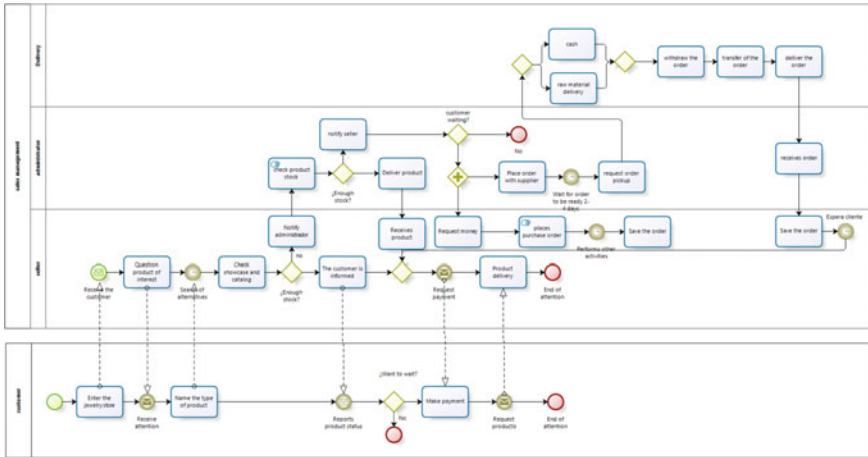 sales management
Delivery
administrator
seller
customer
cash
raw material
delivery
withdraw the
order
transfer of the
order
deliver the
order
notify seller
customer
waiting?
No
check product
stock
¿Enough
stock?
Deliver product
Place order
with supplier
Wait for order
to be ready 2-
4 days
request order
pickup
receives order
Notify
administrador
no
Receives
product
Request money
places
purchase order
Performs other
activities
Save the order
Save the order
Espera cliente
Receive the
customer
Question
product of
interest
Search of
alternatives
Check
showcase and
catalog
¿Enough
stock?
The customer
is informed
Request
payment
Product
delivery
End of
attention
Enter the
jewelry store
Receive
attention
Name the type
of product
Reports
product status
¿Want to wait?
No
Make payment
Request
producto
End of
attention